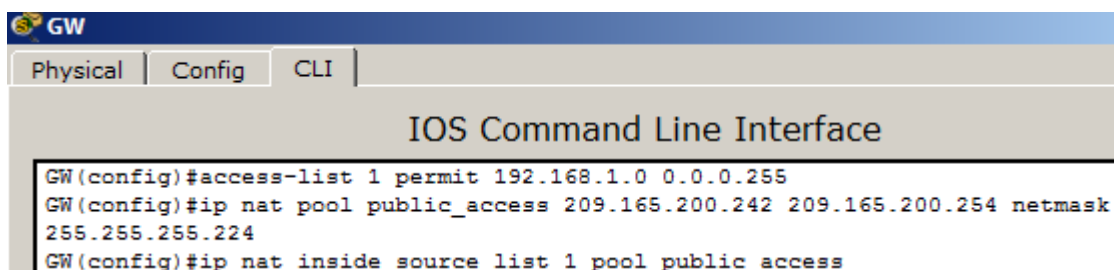 GW
Physical Config CLI
IOS Command Line Interface
GW(config)#access-list 1 permit 192.168.1.0 0.0.0.255
GW(config)#ip nat pool public_access 209.165.200.242 209.165.200.254 netmask
255.255.255.224
GW(config)#ip nat inside source list 1 pool public_access